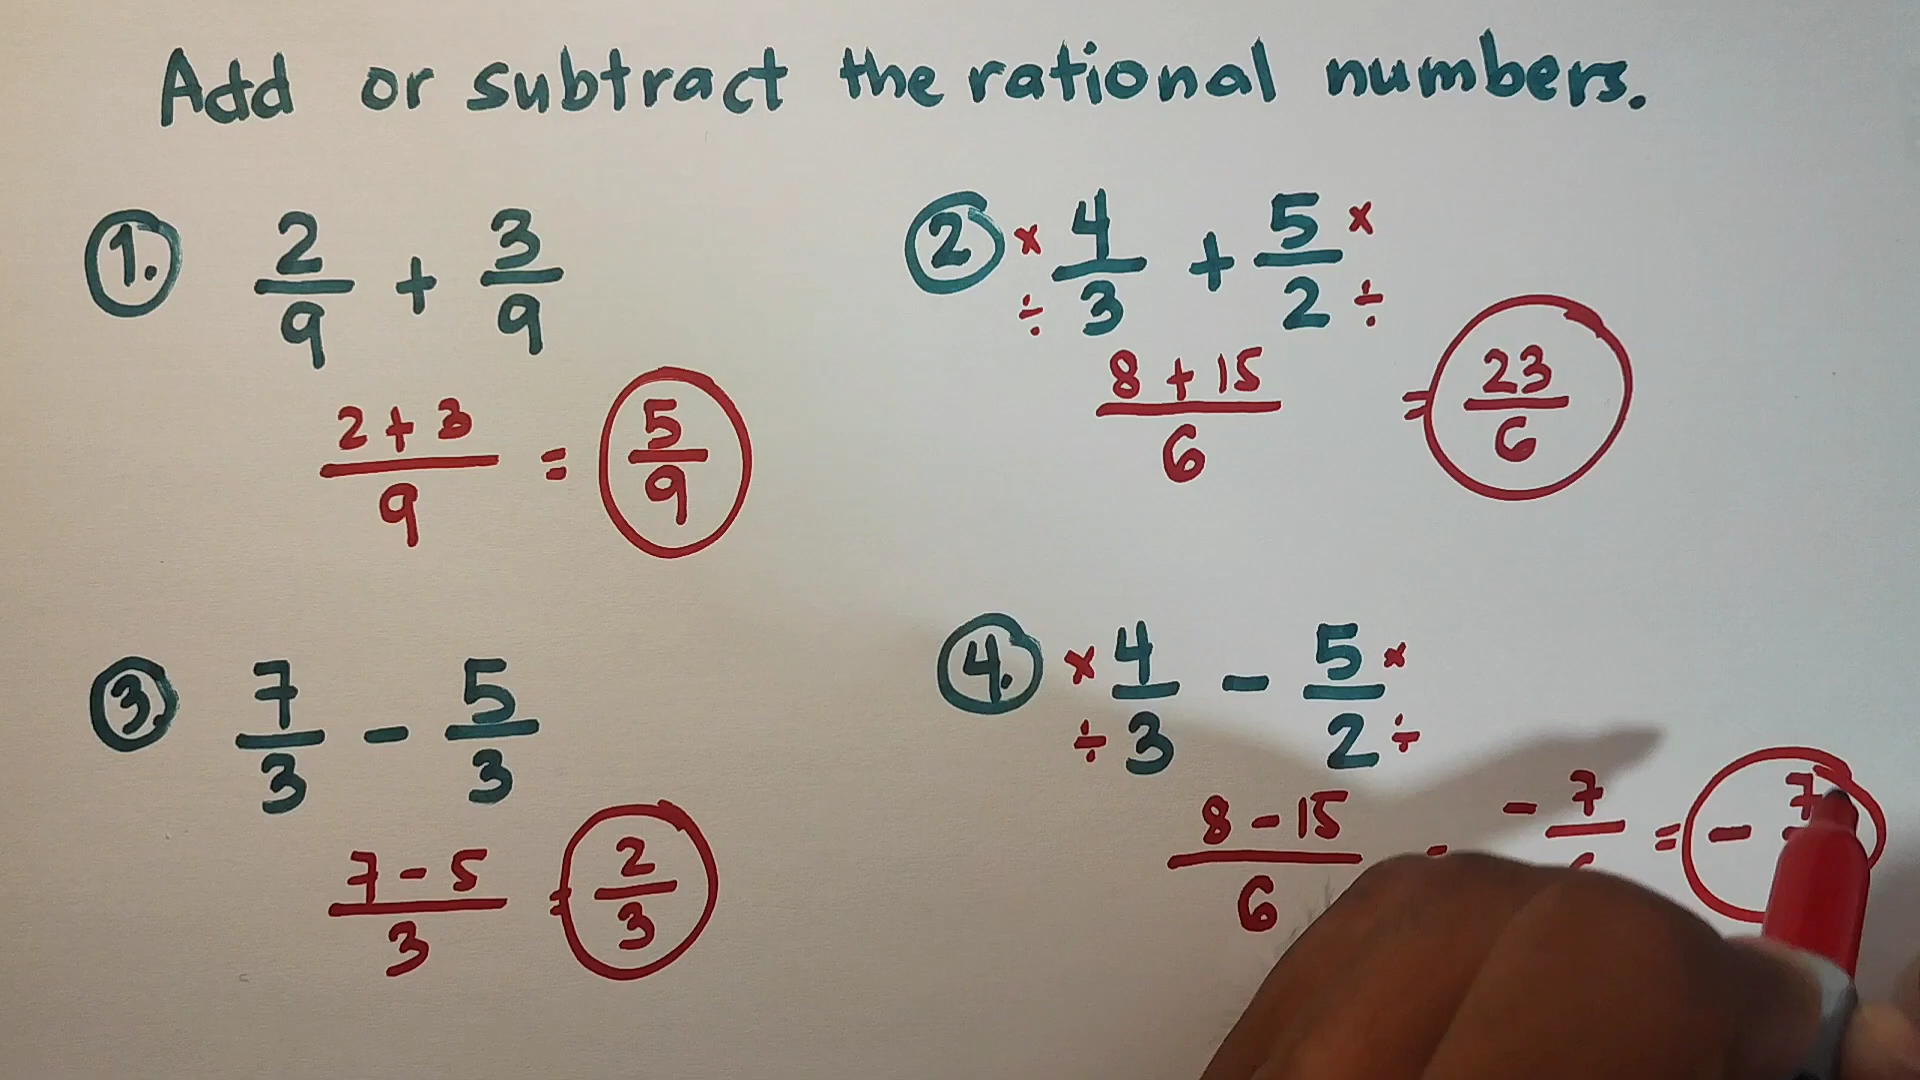 Add or subtract the rational numbers.
1. 2/9 + 3/9
2 + 3/9 = 5/9
2 × 4/3 ÷ + 5/2 × ÷
8 + 15/6 = 23/6
3. 7/3 - 5/3
7 - 5/3 = 2/3
4. × 4/3 ÷ - 5/2 × ÷
8 - 15/6 - 7 = - 7